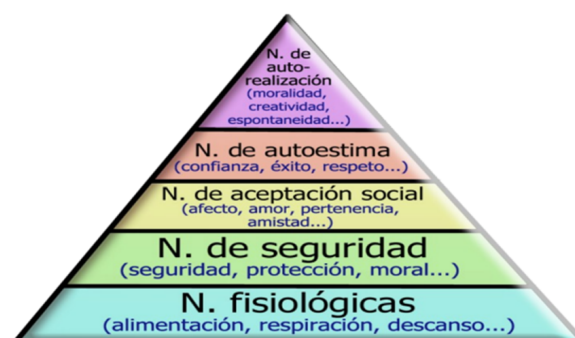 N. de
auto-
realización
(moralidad,
creatividad,
espontaneidad...)
N. de autoestima
(confianza, éxito, respeto...)
N. de aceptación social
(afecto, amor, pertenencia,
amistad...)
N. de seguridad
(seguridad, protección, moral...)
N. fisiológicas
(alimentación, respiración, descanso...)